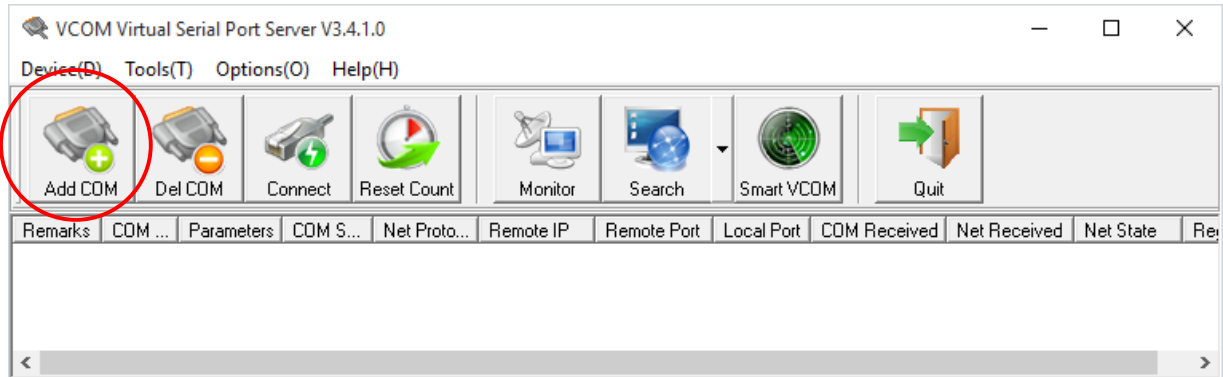 VCOM Virtual Serial Port Server V3.4.1.0
Device(D) Tools(T) Options(O) Help(H)
Add COM Del COM Connect Reset Count Monitor Search Smart VCOM Quit
Remarks COM ... Parameters COM S... Net Proto... Remote IP Remote Port Local Port COM Received Net Received Net State Re